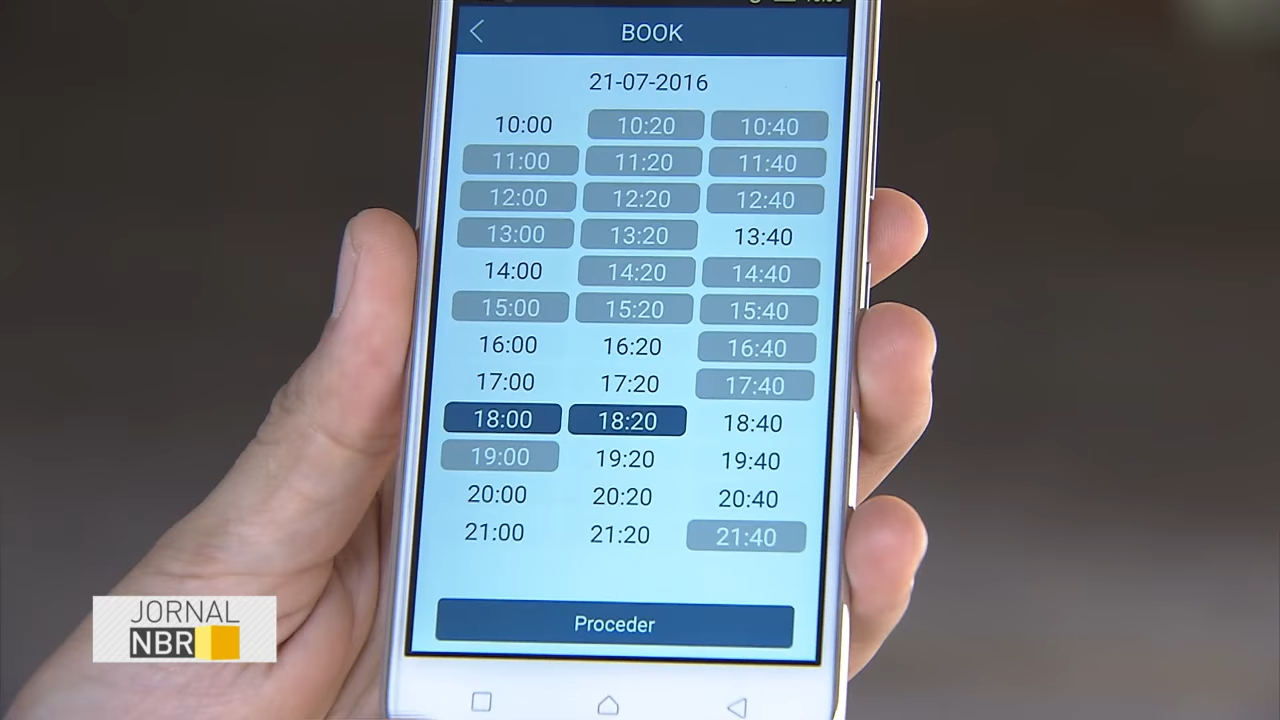 BOOK
21-07-2016
10:00 10:20 10:40
11:00 11:20 11:40
12:00 12:20 12:40
13:00 13:20 13:40
14:00 14:20 14:40
15:00 15:20 15:40
16:00 16:20 16:40
17:00 17:20 17:40
18:00 18:20 18:40
19:00 19:20 19:40
20:00 20:20 20:40
21:00 21:20 21:40
Proceder
JORNAL
NBR